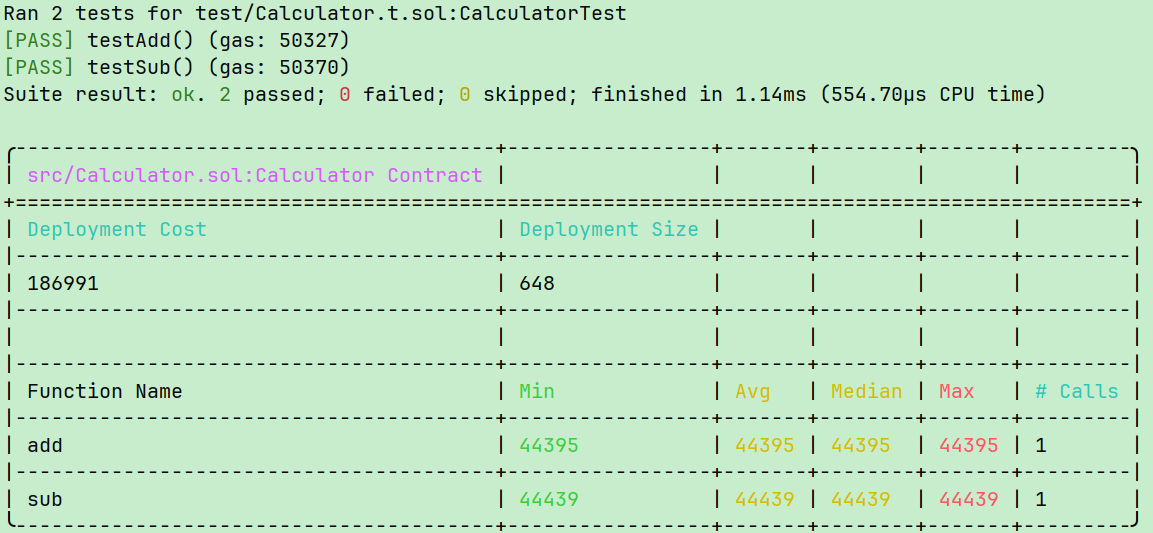 Ran 2 tests for test/Calculator.t.sol:CalculatorTest
[PASS] testAdd() (gas: 50327)
[PASS] testSub() (gas: 50370)
Suite result: ok. 2 passed; 0 failed; 0 skipped; finished in 1.14ms (554.70µs CPU time)
src/Calculator.sol:Calculator Contract
Deployment Cost | Deployment Size
186991 | 648
Function Name | Min | Avg | Median | Max | # Calls
add | 44395 | 44395 | 44395 | 44395 | 1
sub | 44439 | 44439 | 44439 | 44439 | 1